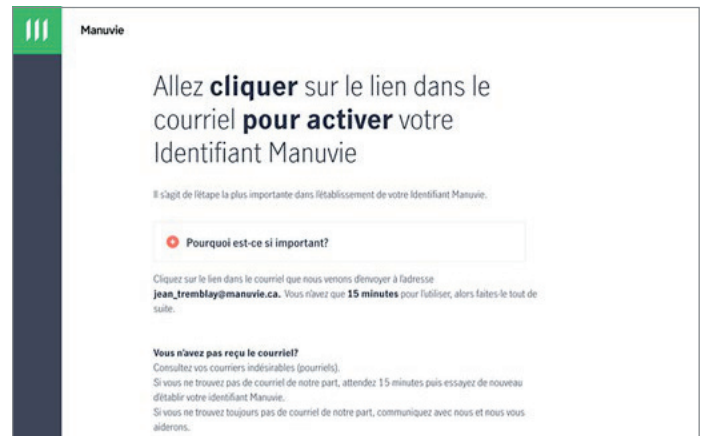 Manuvie
Allez cliquer sur le lien dans le
courriel pour activer votre
Identifiant Manuvie
Il s'agit de l'étape la plus importante dans l'établissement de votre Identifiant Manuvie.
Pourquoi est-ce si important?
Cliquez sur le lien dans le courriel que nous venons d'envoyer à l'adresse
jean_tremblay@manuvie.ca. Vous n'avez que 15 minutes pour l'utiliser, alors faites-le tout de
suite.
Vous n'avez pas reçu le courriel?
Consultez vos courriers indésirables (pourriels).
Si vous ne trouvez pas de courriel de notre part, attendez 15 minutes puis essayez de nouveau
d'établir votre identifiant Manuvie.
Si vous ne trouvez toujours pas de courriel de notre part, communiquez avec nous et nous vous
aiderons.